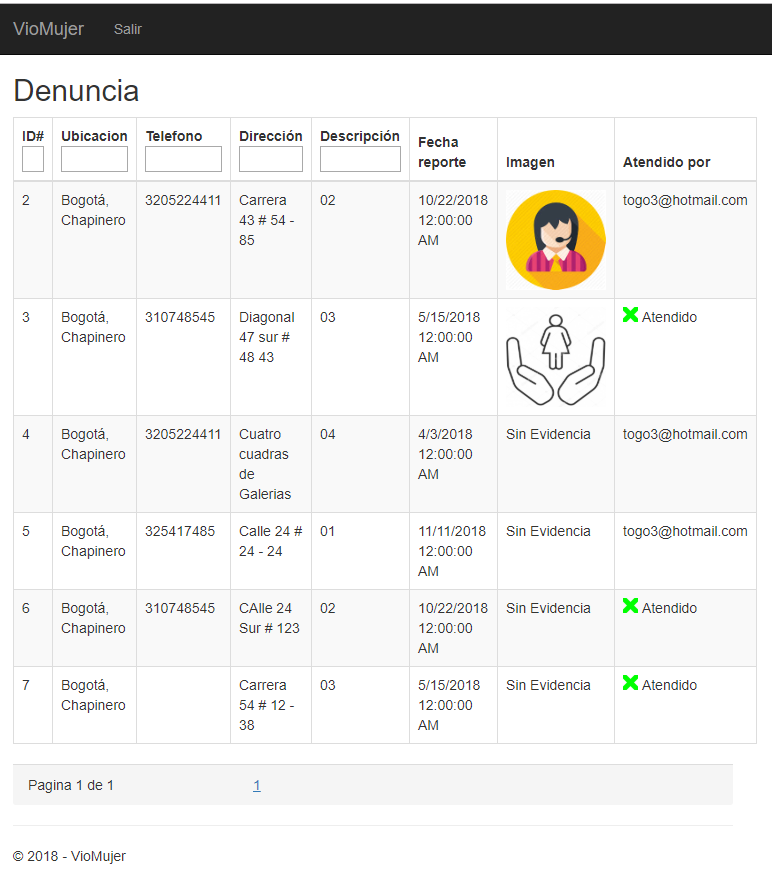 VioMujer Salir
Denuncia
ID# Ubicacion Telefono Dirección Descripción Fecha reporte Imagen Atendido por
2 Bogotá, Chapinero 3205224411 Carrera 43 # 54 - 85 02 10/22/2018 12:00:00 AM togo3@hotmail.com
3 Bogotá, Chapinero 310748545 Diagonal 47 sur # 48 43 03 5/15/2018 12:00:00 AM Atendido
4 Bogotá, Chapinero 3205224411 Cuatro cuadras de Galerias 04 4/3/2018 12:00:00 AM Sin Evidencia togo3@hotmail.com
5 Bogotá, Chapinero 325417485 Calle 24 # 24 - 24 01 11/11/2018 12:00:00 AM Sin Evidencia togo3@hotmail.com
6 Bogotá, Chapinero 310748545 CAlle 24 Sur # 123 02 10/22/2018 12:00:00 AM Sin Evidencia Atendido
7 Bogotá, Chapinero Carrera 54 # 12 - 38 03 5/15/2018 12:00:00 AM Sin Evidencia Atendido
Pagina 1 de 1 1
© 2018 - VioMujer